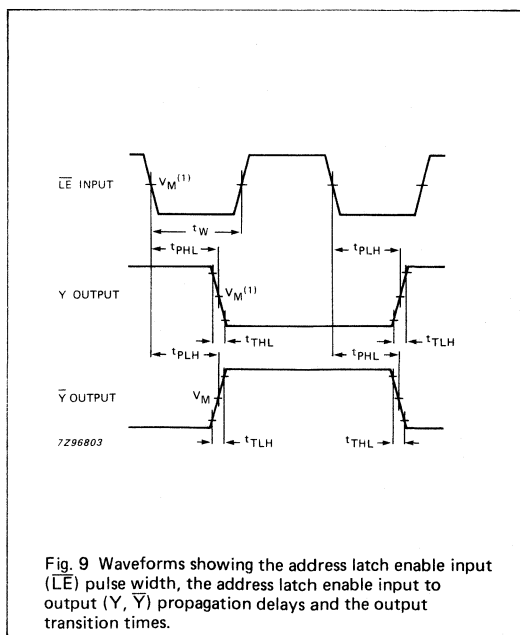 L̅E̅ INPUT
VM(1)
tW
tPHL
tPLH
Y OUTPUT
VM(1)
tTHL
tTLH
tPLH
tPHL
Y̅ OUTPUT
VM
tTLH
tTHL
7Z96803
Fig. 9 Waveforms showing the address latch enable input
(L̅E̅) pulse width, the address latch enable input to
output (Y, Y̅) propagation delays and the output
transition times.